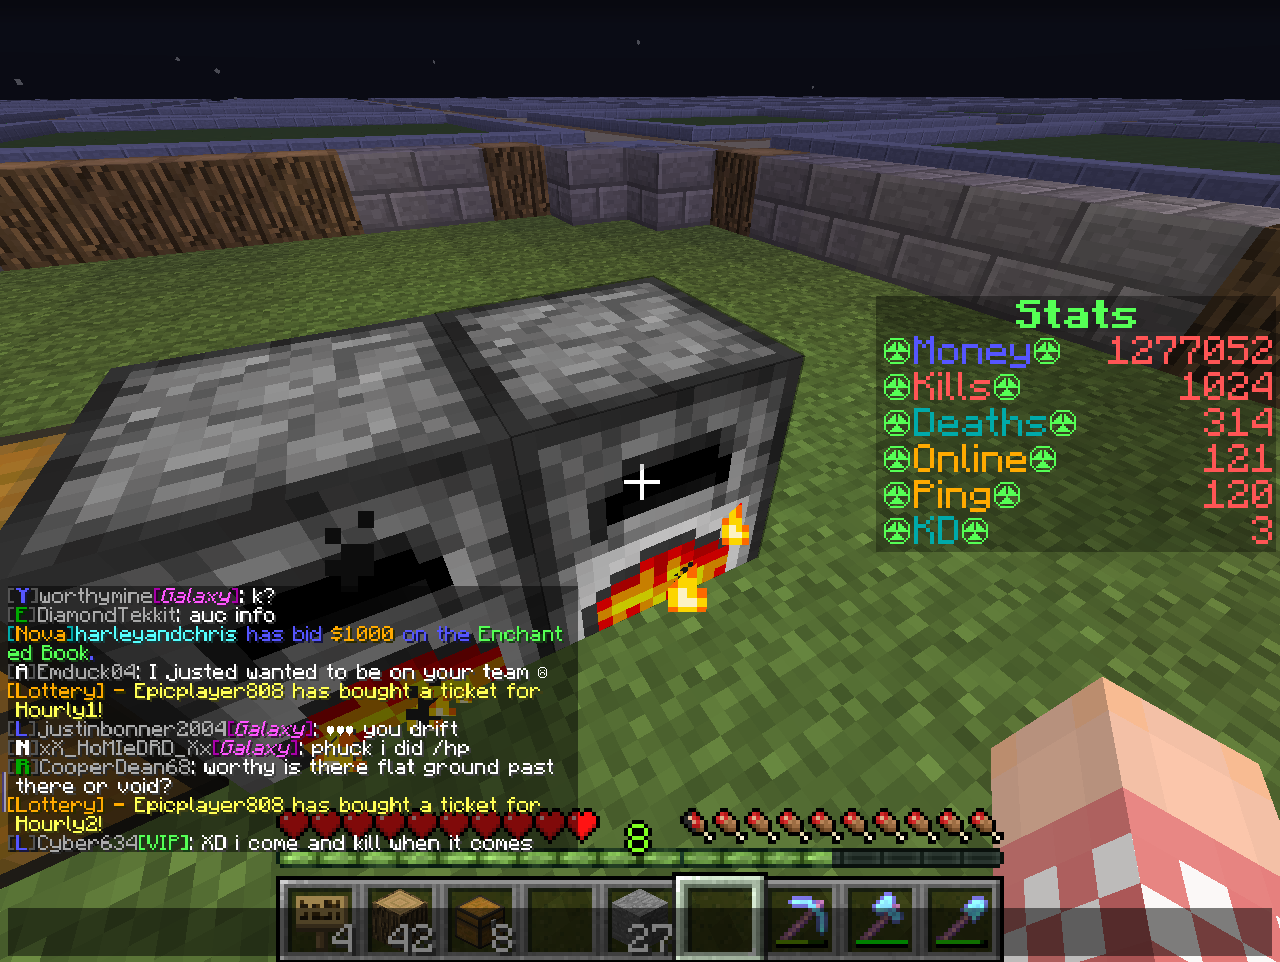 Stats
Money 1277052
Kills 1024
Deaths 314
Online 121
Ping 120
KD 3
[Y]worthymine[Galaxy]: k?
[E]DiamondTekkit: auc info
[Nova]harleyandchris has bid $1000 on the Enchant
ed Book.
[A]Emduck04: I justed wanted to be on your team ☹
[Lottery] - Epicplayer808 has bought a ticket for
Hourly1!
[L]justinbonner2004[Galaxy]: ♥♥♥ you drift
[N]xX_HoMIeDRD_Xx[Galaxy]: phuck i did /hp
[R]CooperDean68: worthy is there flat ground past
there or void?
[Lottery] - Epicplayer808 has bought a ticket for
Hourly2!
[L]Cyber634[VIP]: XD i come and kill when it comes
8
4
42
8
27